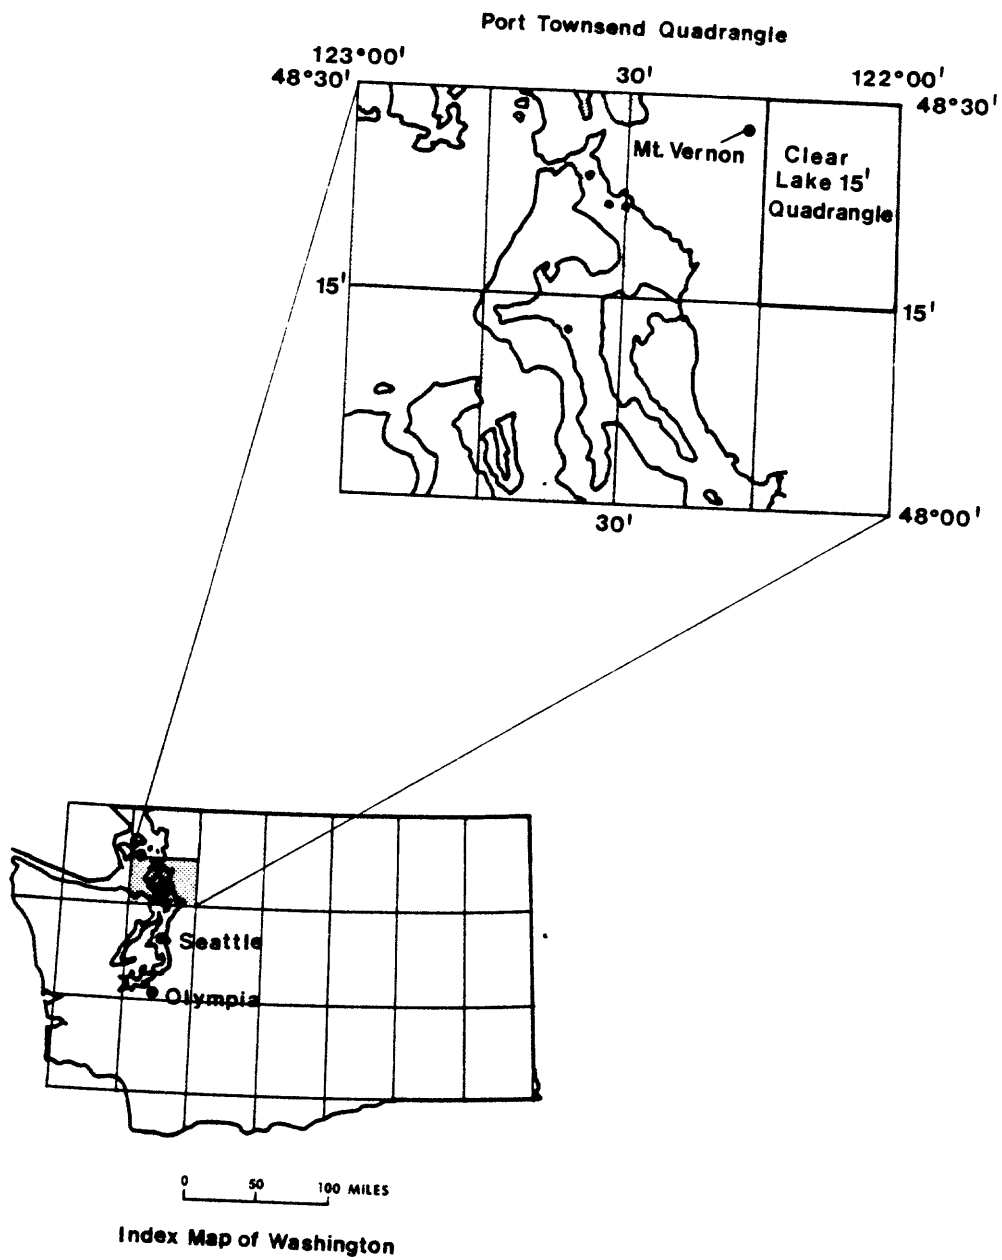 Port Townsend Quadrangle
123°00'
30'
122°00'
48°30'
48°30'
Mt. Vernon
Clear
Lake 15'
Quadrangle
15'
15'
30'
48°00'
Seattle
Olympia
0 50 100 MILES
Index Map of Washington